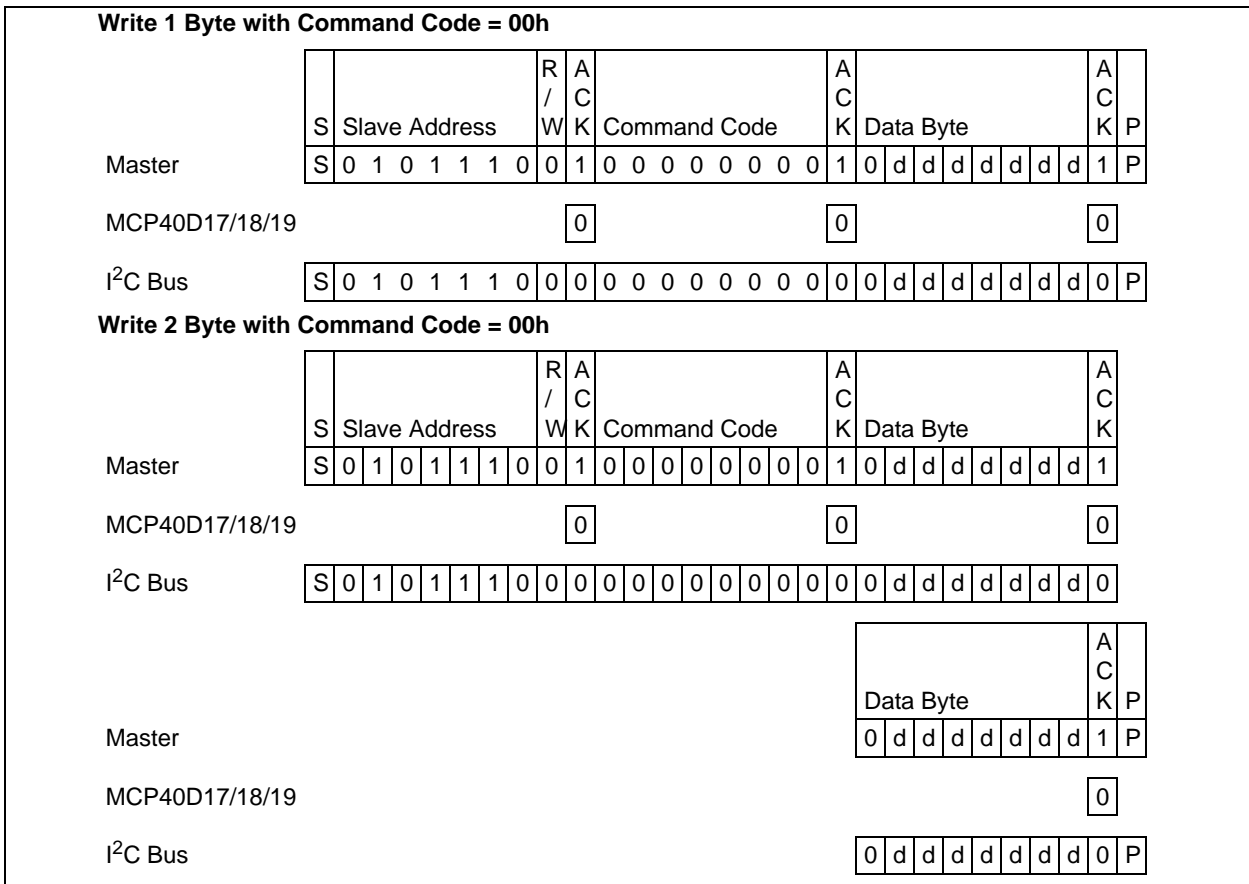 Write 1 Byte with Command Code = 00h
R A A A
/ C C C
S Slave Address W K Command Code K Data Byte K P
Master S 0 1 0 1 1 1 0 0 1 0 0 0 0 0 0 0 0 1 0 d d d d d d d 1 P
MCP40D17/18/19 0 0 0
I2C Bus S 0 1 0 1 1 1 0 0 0 0 0 0 0 0 0 0 0 0 0 d d d d d d d 0 P
Write 2 Byte with Command Code = 00h
R A A A
/ C C C
S Slave Address W K Command Code K Data Byte K
Master S 0 1 0 1 1 1 0 0 1 0 0 0 0 0 0 0 0 1 0 d d d d d d d 1
MCP40D17/18/19 0 0 0
I2C Bus S 0 1 0 1 1 1 0 0 0 0 0 0 0 0 0 0 0 0 0 d d d d d d d 0
A
C
Data Byte K P
Master 0 d d d d d d d 1 P
MCP40D17/18/19 0
I2C Bus 0 d d d d d d d 0 P